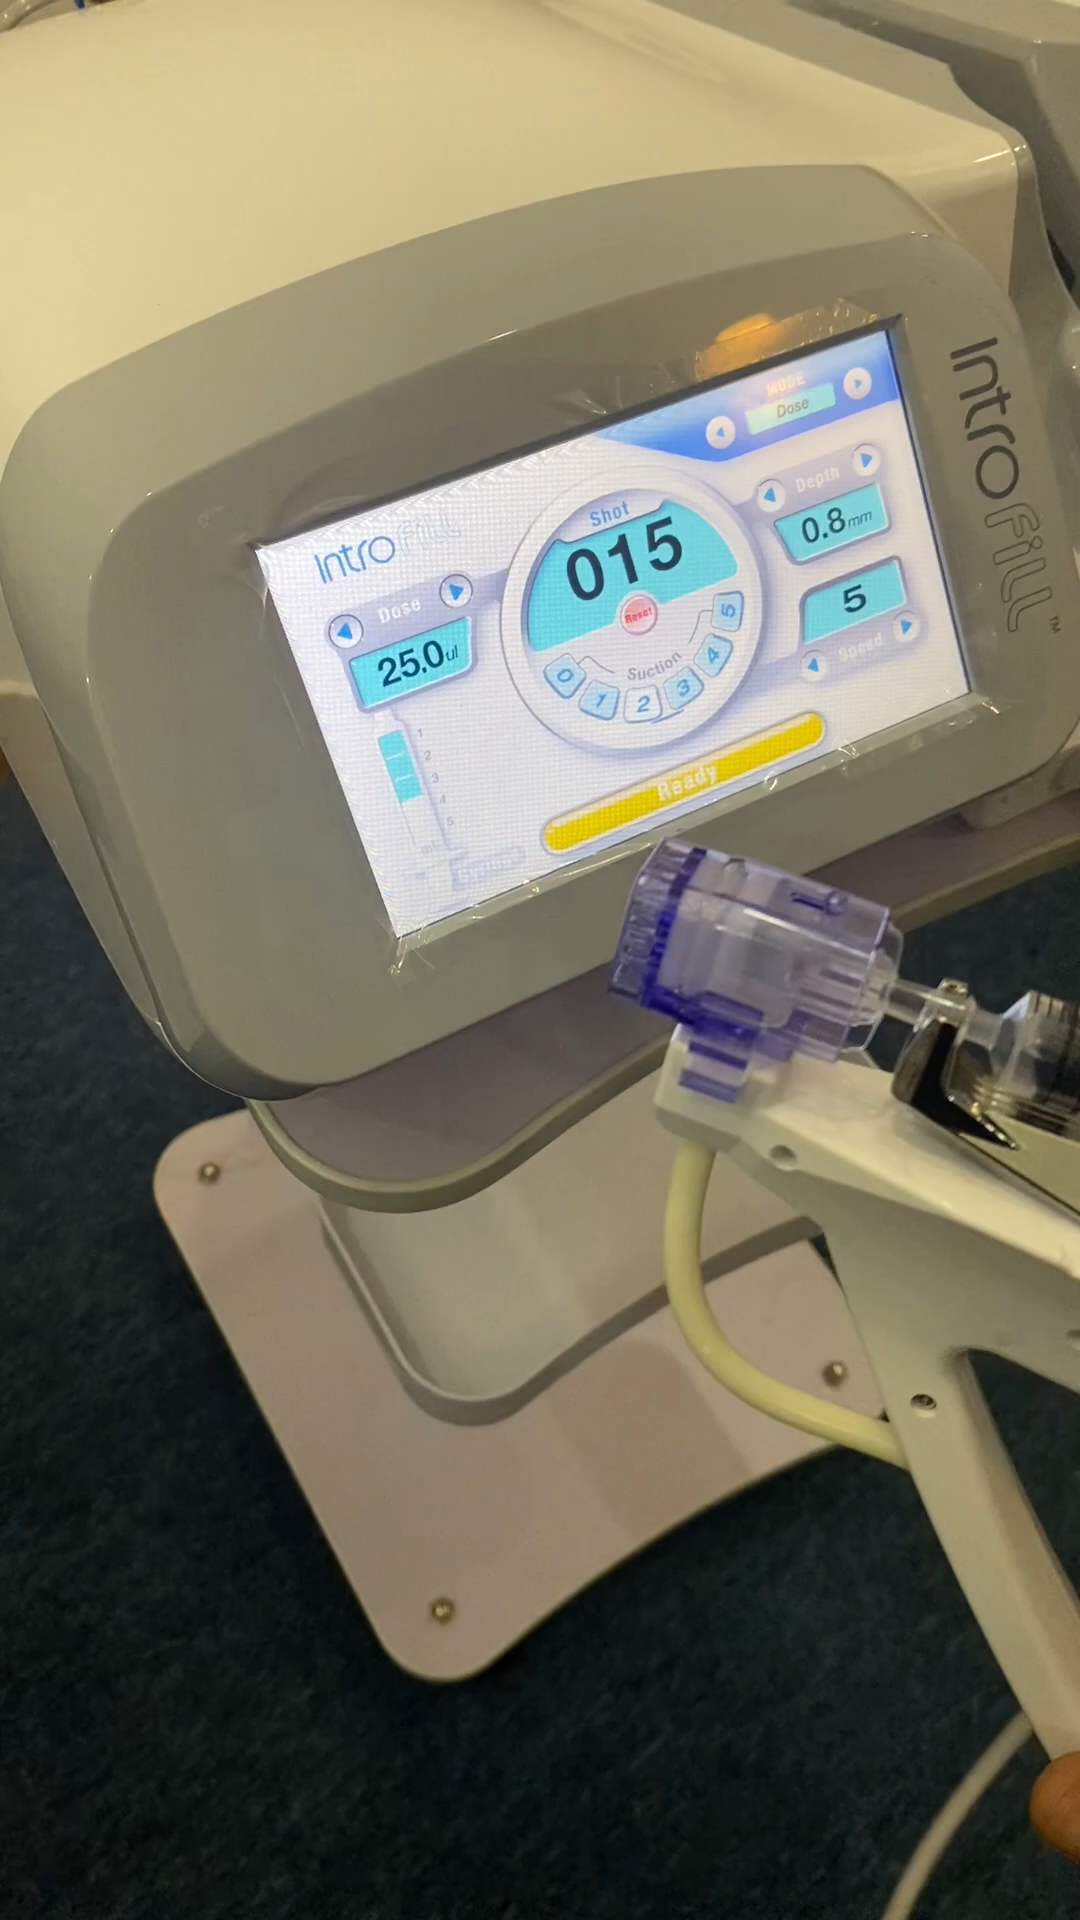 MODE
Dose
Introfill
Shot
015
Reset
Depth
0.8mm
Dose
25.0ul
Suction
0 1 2 3 4 5
5
Speed
1
2
3
4
5
Ready
Introfill™